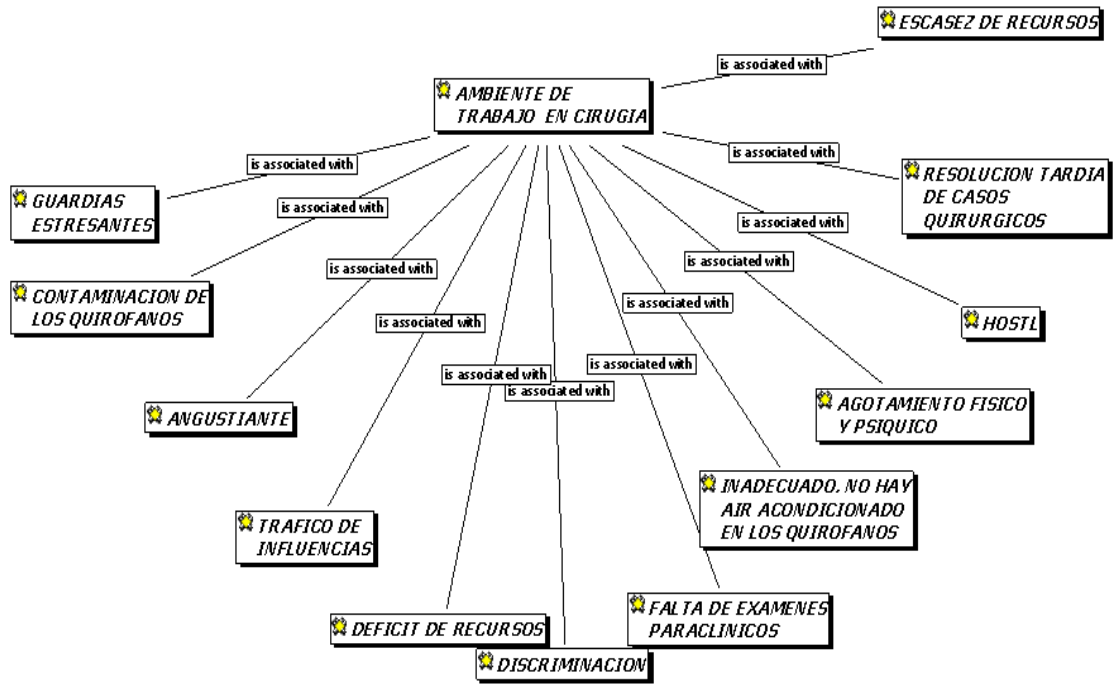 ESCASEZ DE RECURSOS
is associated with
AMBIENTE DE
TRABAJO EN CIRUGIA
is associated with
is associated with
GUARDIAS
ESTRESANTES
RESOLUCION TARDIA
DE CASOS
QUIRURGICOS
is associated with
is associated with
is associated with
is associated with
CONTAMINACION DE
LOS QUIROFANOS
is associated with
is associated with
HOSTL
is associated with
is associated with
is associated with
AGOTAMIENTO FISICO
Y PSIQUICO
ANGUSTIANTE
INADECUADO. NO HAY
AIR ACONDICIONADO
EN LOS QUIROFANOS
TRAFICO DE
INFLUENCIAS
FALTA DE EXAMENES
PARACLINICOS
DEFICIT DE RECURSOS
DISCRIMINACION